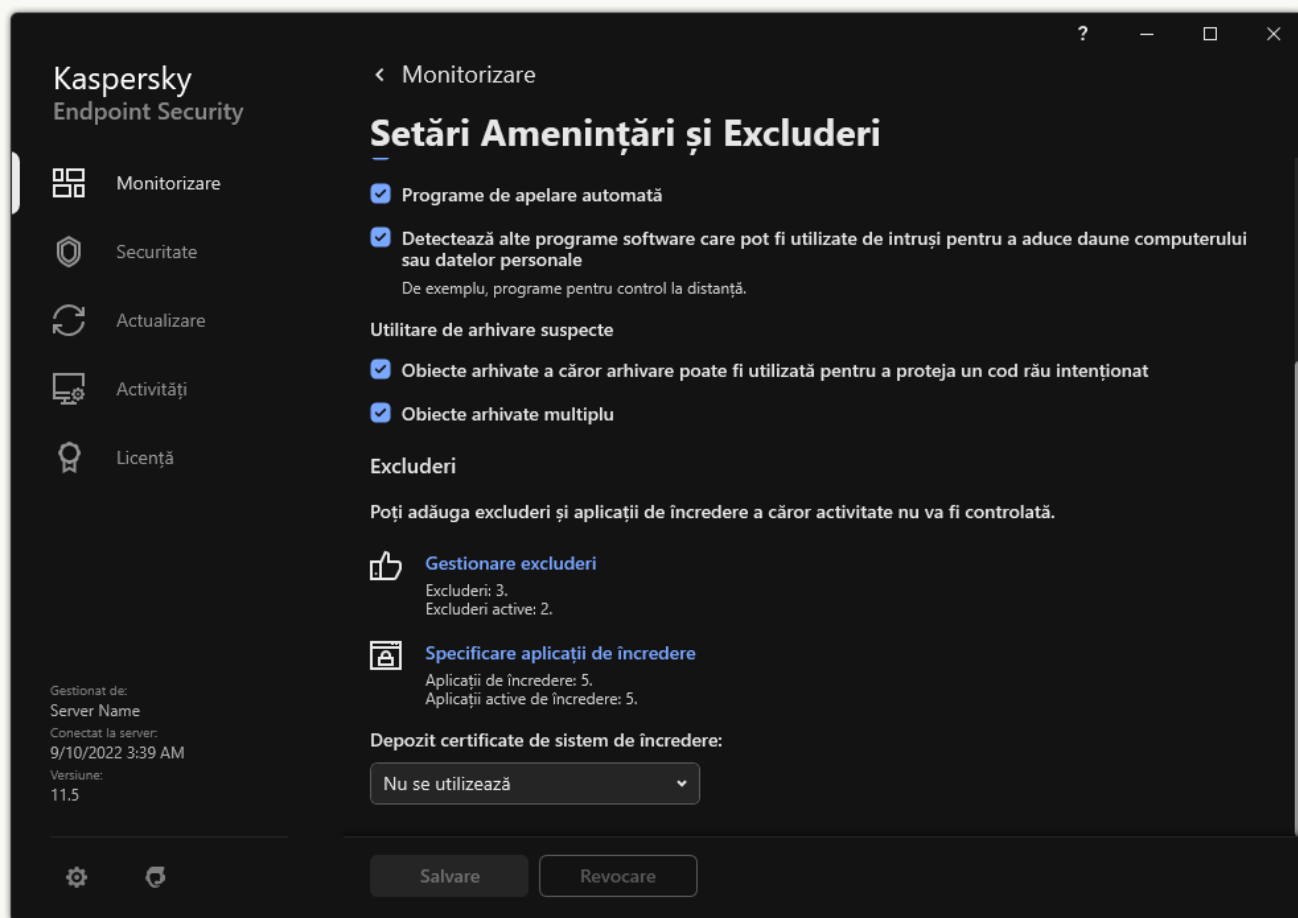 ?
Kaspersky
Endpoint Security
Monitorizare
Securitate
Actualizare
Activități
Licență
Gestionat de:
Server Name
Conectat la server:
9/10/2022 3:39 AM
Versiune:
11.5
Monitorizare
Setări Amenințări și Excluderi
Programe de apelare automată
Detectează alte programe software care pot fi utilizate de intruși pentru a aduce daune computerului
sau datelor personale
De exemplu, programe pentru control la distanță.
Utilitare de arhivare suspecte
Obiecte arhivate a căror arhivare poate fi utilizată pentru a proteja un cod rău intenționat
Obiecte arhivate multiplu
Excluderi
Poți adăuga excluderi și aplicații de încredere a căror activitate nu va fi controlată.
Gestionare excluderi
Excluderi: 3.
Excluderi active: 2.
Specificare aplicații de încredere
Aplicații de încredere: 5.
Aplicații active de încredere: 5.
Depozit certificate de sistem de încredere:
Nu se utilizează
Salvare
Revocare